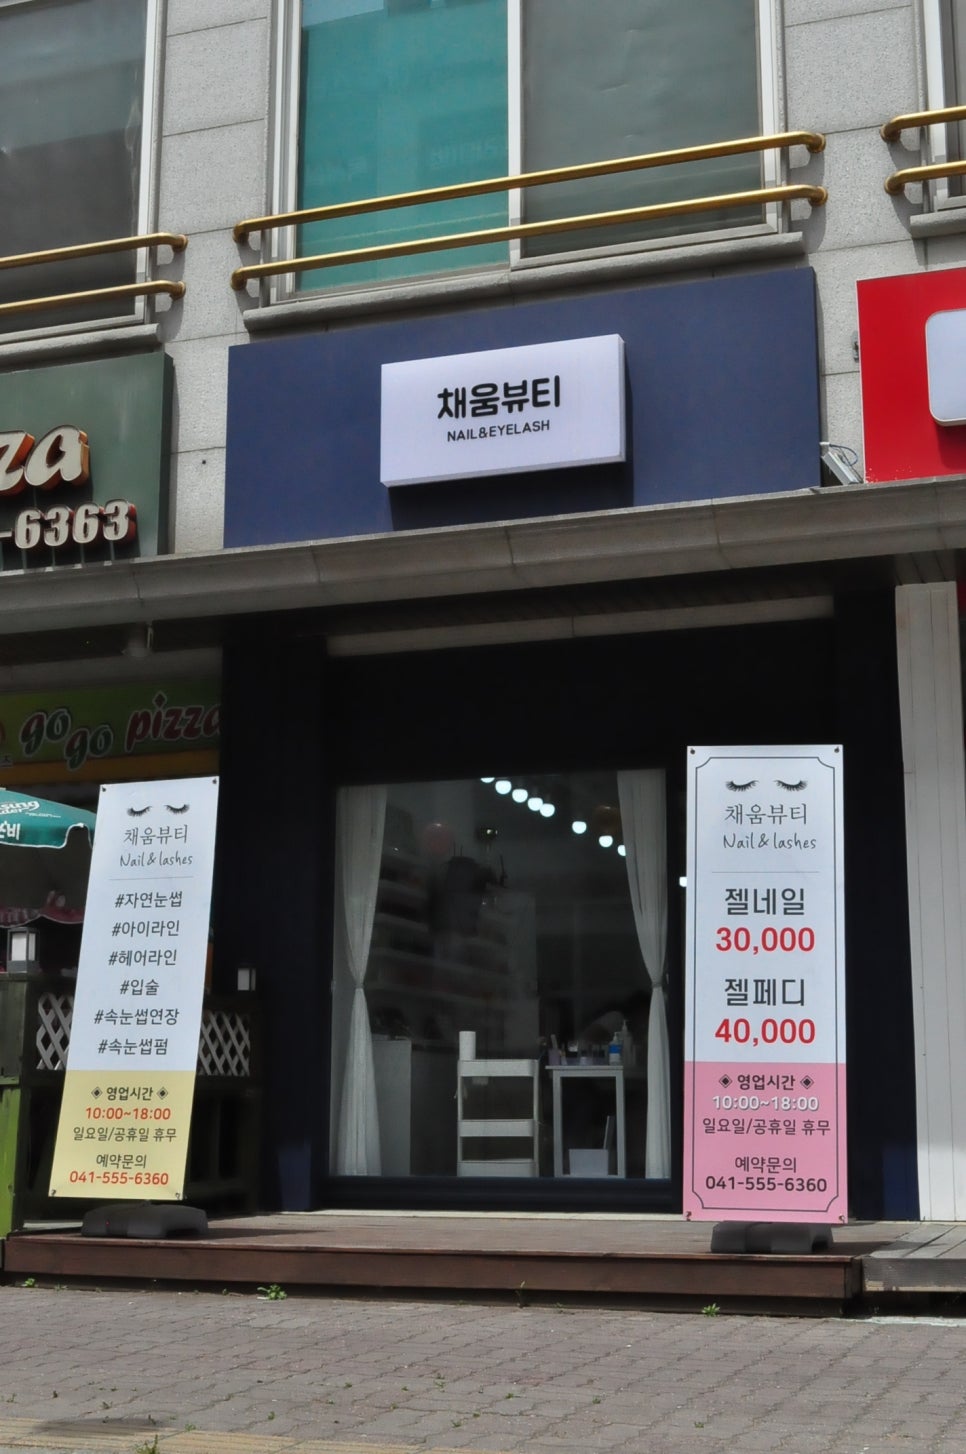 채움뷰티
NAIL&EYELASH
za
-6363
go go pizza
채움뷰티
Nail & lashes
#자연눈썹
#아이라인
#헤어라인
#입술
#속눈썹연장
#속눈썹펌
◈ 영업시간 ◈
10:00~18:00
일요일/공휴일 휴무
예약문의
041-555-6360
채움뷰티
Nail & lashes
젤네일
30,000
젤페디
40,000
◈ 영업시간 ◈
10:00~18:00
일요일/공휴일 휴무
예약문의
041-555-6360